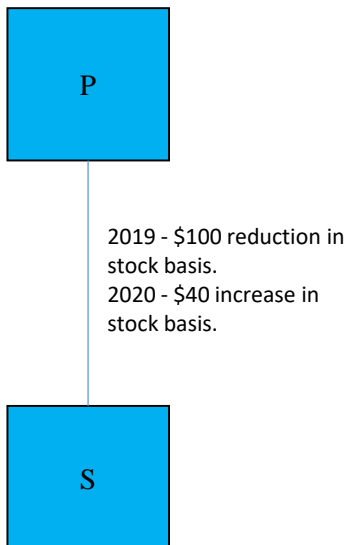 P
2019 - $100 reduction in
stock basis.
2020 - $40 increase in
stock basis.
S